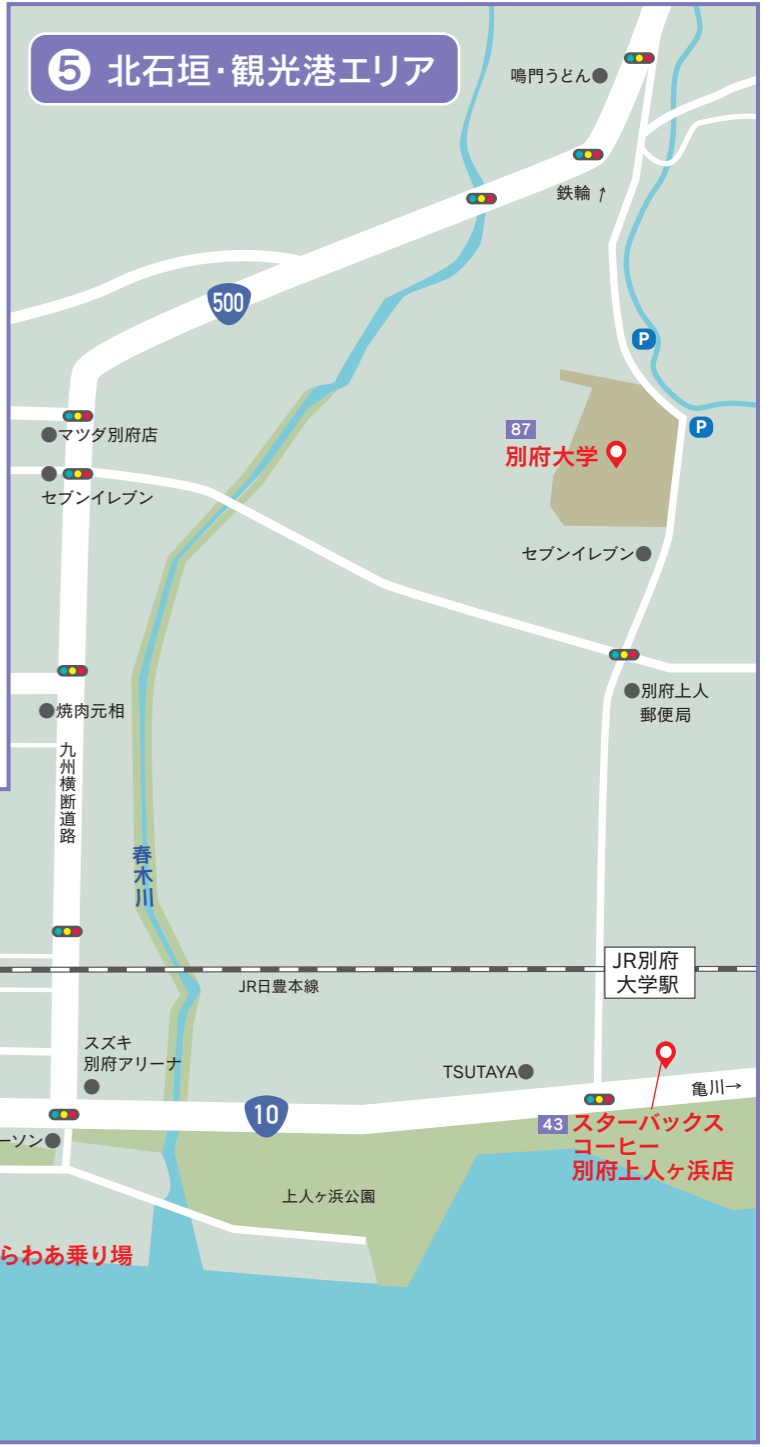 5 北石垣・観光港エリア
鳴門うどん
鉄輪 ↑
500
P
マツダ別府店
セブンイレブン
87
別府大学
P
セブンイレブン
別府上人
郵便局
焼肉元相
九州横断道路
春木川
JR別府
大学駅
JR日豊本線
スズキ
別府アリーナ
TSUTAYA
亀川→
10
43 スターバックス
コーヒー
別府上人ヶ浜店
ーソン
上人ヶ浜公園
らわあ乗り場